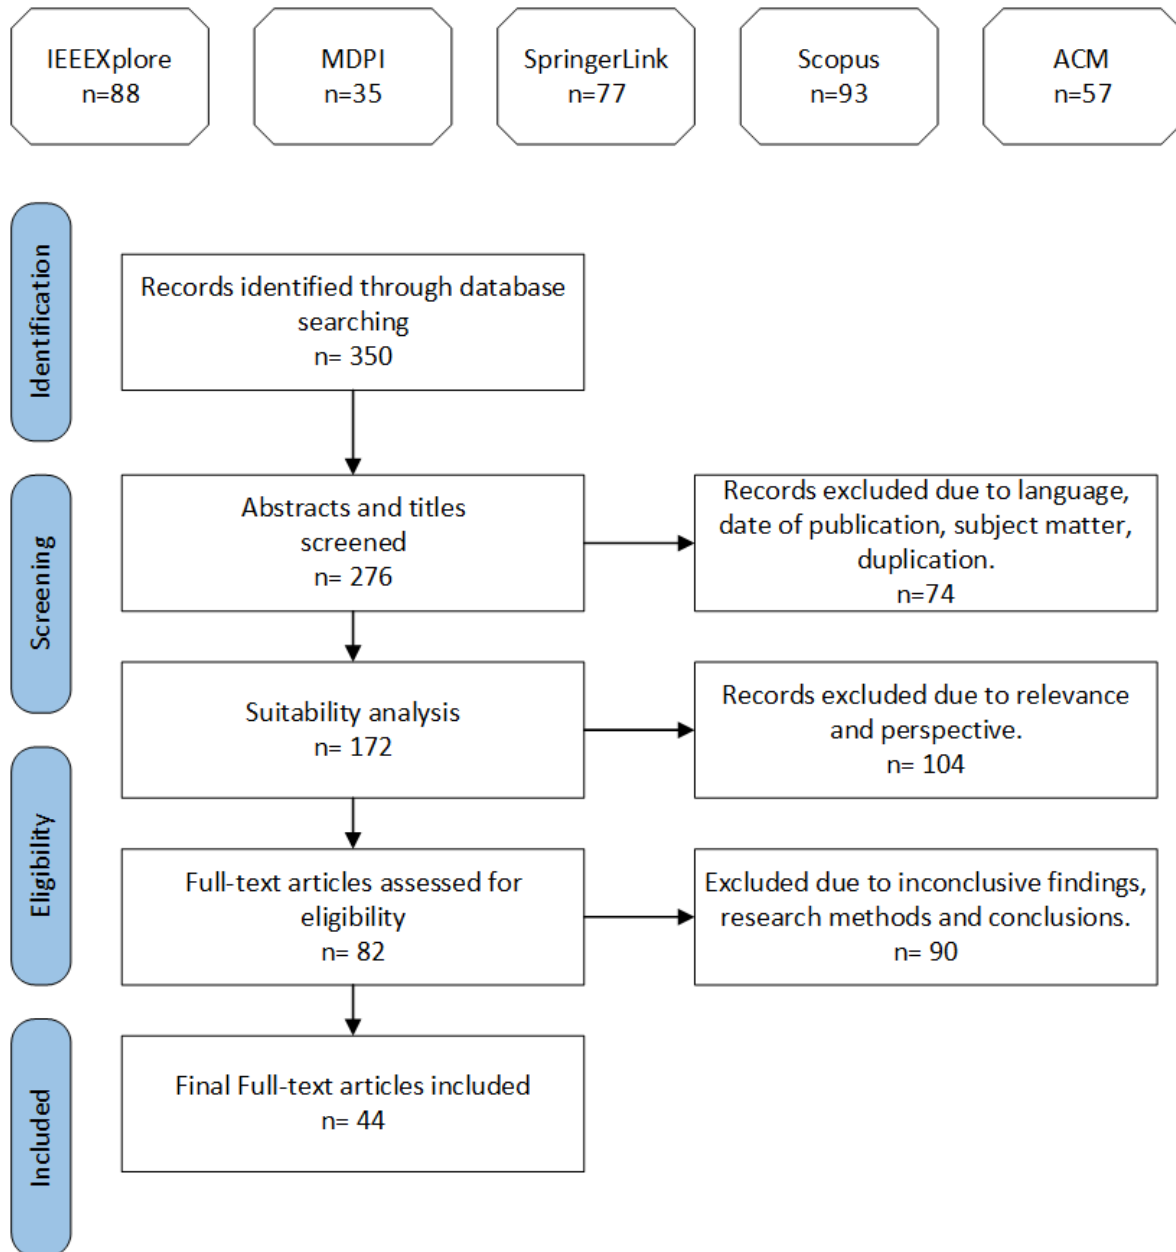 IEEEXplore
n=88
MDPI
n=35
SpringerLink
n=77
Scopus
n=93
ACM
n=57
Identification
Records identified through database
searching
n= 350
Screening
Abstracts and titles
screened
n= 276
Records excluded due to language,
date of publication, subject matter,
duplication.
n=74
Suitability analysis
n= 172
Records excluded due to relevance
and perspective.
n= 104
Eligibility
Full-text articles assessed for
eligibility
n= 82
Excluded due to inconclusive findings,
research methods and conclusions.
n= 90
Included
Final Full-text articles included
n= 44